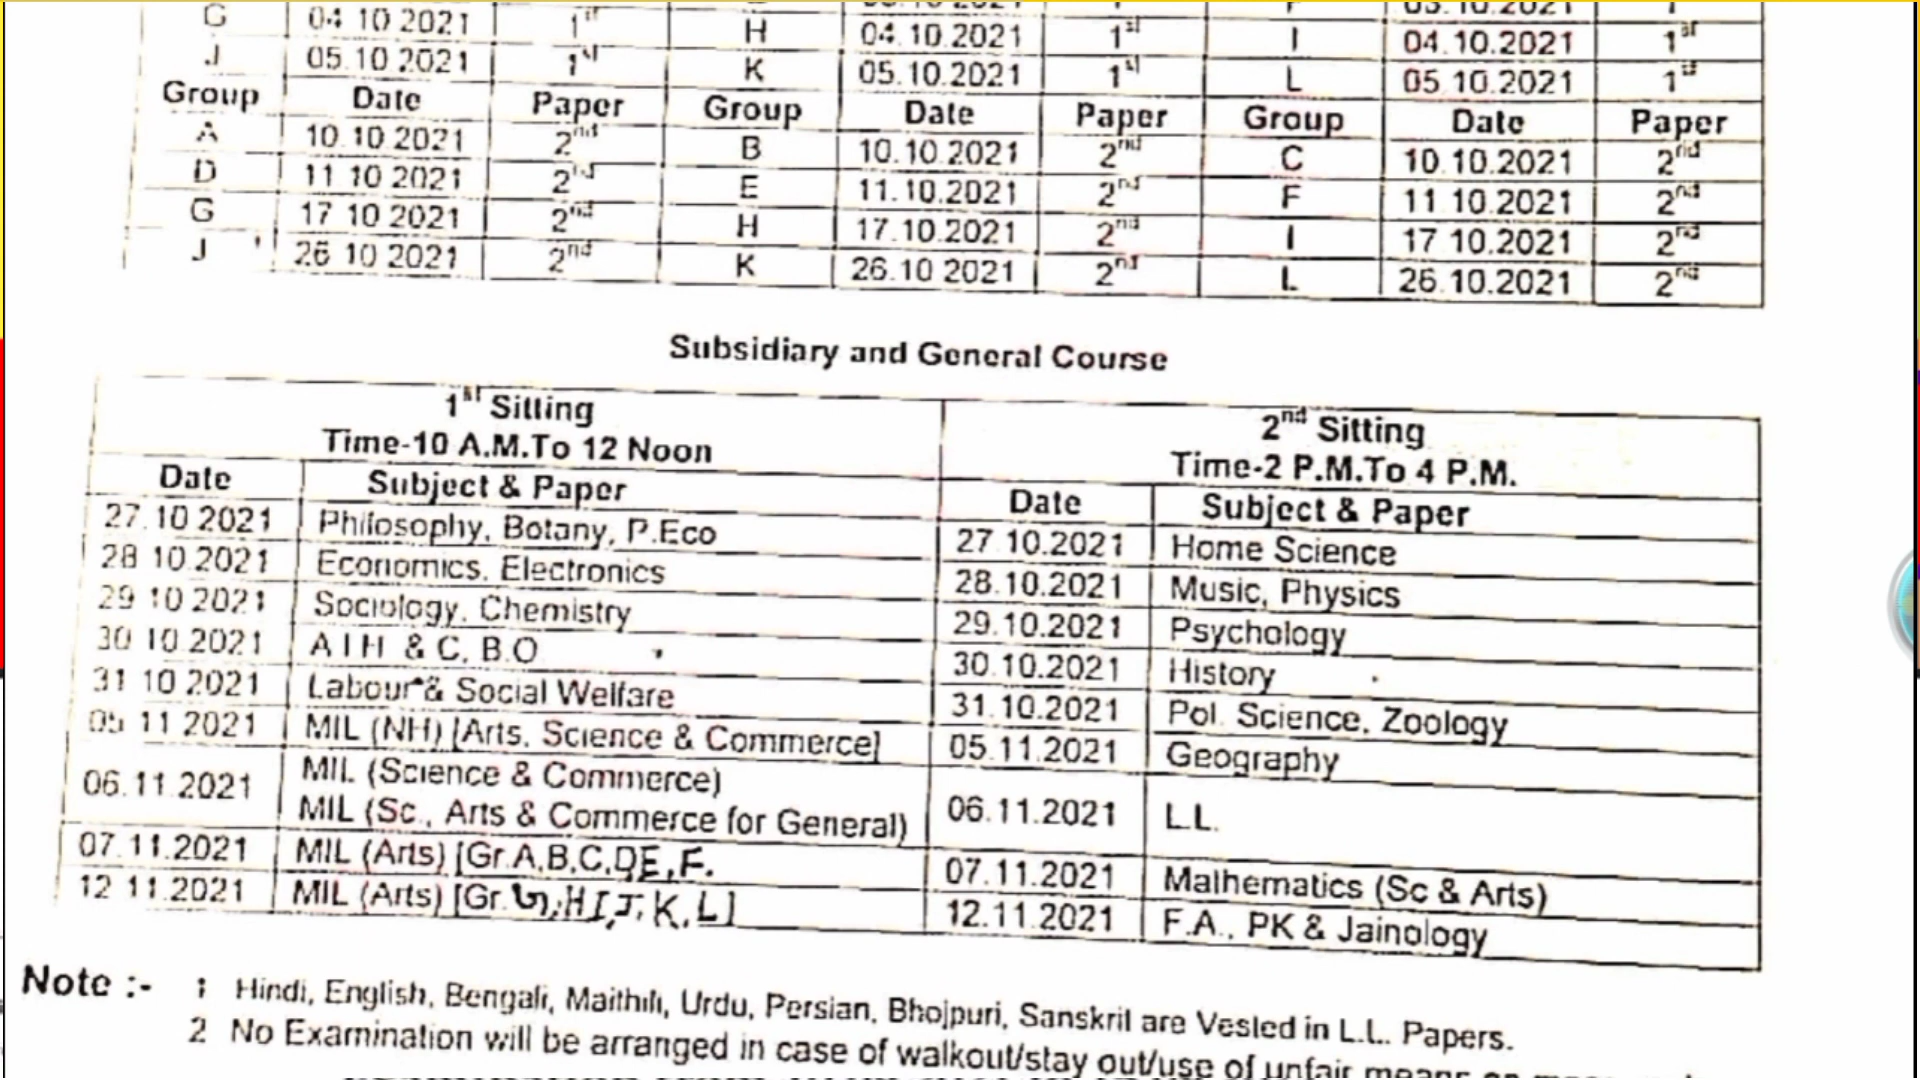 G 04 10 2021 1st H 04.10.2021 1st I 04.10.2021 1st
J 05.10 2021 1st K 05.10.2021 1st L 05 10.2021 1st
Group Date Paper Group Date Paper Group Date Paper
A 10 10 2021 2nd B 10.10 2021 2nd C 10.10 2021 2nd
D 11 10 2021 2nd E 11.10.2021 2nd F 11 10.2021 2nd
G 17 10 2021 2nd H 17.10.2021 2nd I 17 10.2021 2nd
J 26 10 2021 2nd K 26.10 2021 2nd L 26.10.2021 2nd
Subsidiary and General Course
1st Sitting
Time-10 A.M.To 12 Noon
2nd Sitting
Time-2 P.M.To 4 P.M.
Date Subject & Paper Date Subject & Paper
27.10 2021 Philosophy, Botany, P.Eco 27.10.2021 Home Science
28 10.2021 Economics, Electronics 28.10.2021 Music, Physics
29 10 2021 Sociology, Chemistry 29.10.2021 Psychology
30 10.2021 A I H & C, B.O 30.10.2021 History
31 10 2021 Labour & Social Welfare 31.10.2021 Pol. Science, Zoology
05 11 2021 MIL (NH) [Arts, Science & Commerce] 05.11.2021 Geography
06.11.2021 MIL (Science & Commerce)
MIL (Sc., Arts & Commerce for General) 06.11.2021 L.L.
07.11.2021 MIL (Arts) [Gr.A,B,C,DE,F. 07.11.2021 Mathematics (Sc & Arts)
12 11.2021 MIL (Arts) [Gr. G,H I,J,K,L] 12.11.2021 F.A., PK & Jainology
Note :- 1 Hindi, English, Bengali, Maithili, Urdu, Persian, Bhojpuri, Sanskrit are Vested in L.L. Papers.
2 No Examination will be arranged in case of walkout/stay out/use of unfair means